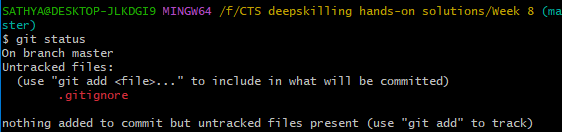 SATHYA@DESKTOP-JLKDGI9 MINGW64 /f/CTS deepskilling hands-on solutions/Week 8 (ma
ster)
$ git status
On branch master
Untracked files:
  (use "git add <file>..." to include in what will be committed)
        .gitignore

nothing added to commit but untracked files present (use "git add" to track)